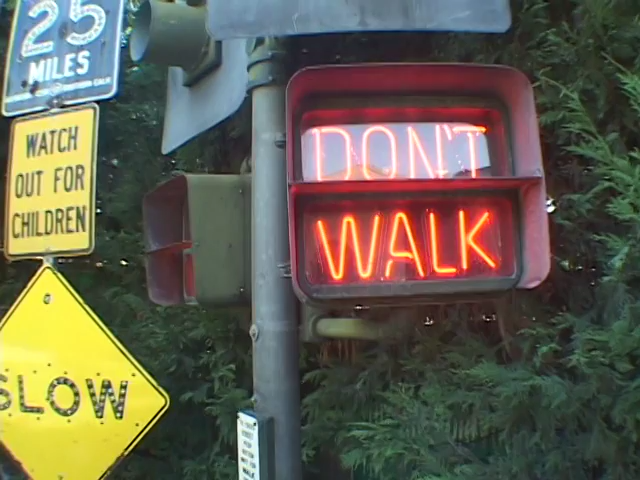 25
MILES
WATCH
OUT FOR
CHILDREN
SLOW
DON'T
WALK